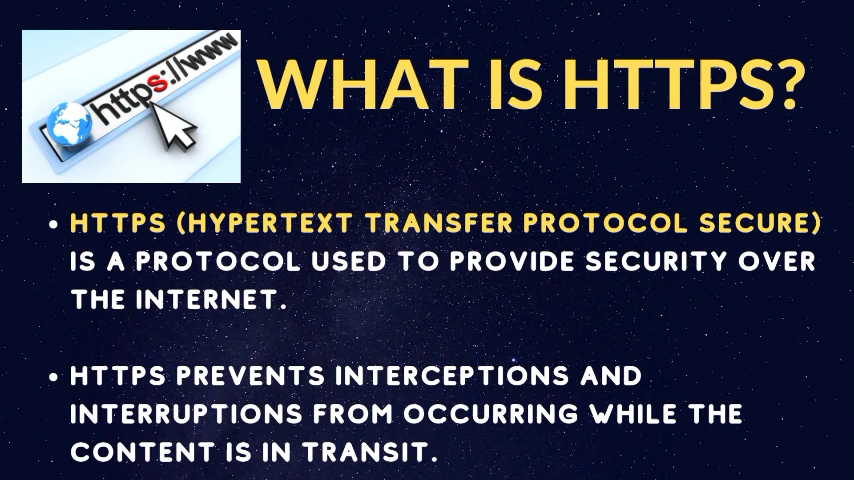 https://www
WHAT IS HTTPS?
• HTTPS (HYPERTEXT TRANSFER PROTOCOL SECURE)
IS A PROTOCOL USED TO PROVIDE SECURITY OVER
THE INTERNET.
• HTTPS PREVENTS INTERCEPTIONS AND
INTERRUPTIONS FROM OCCURRING WHILE THE
CONTENT IS IN TRANSIT.